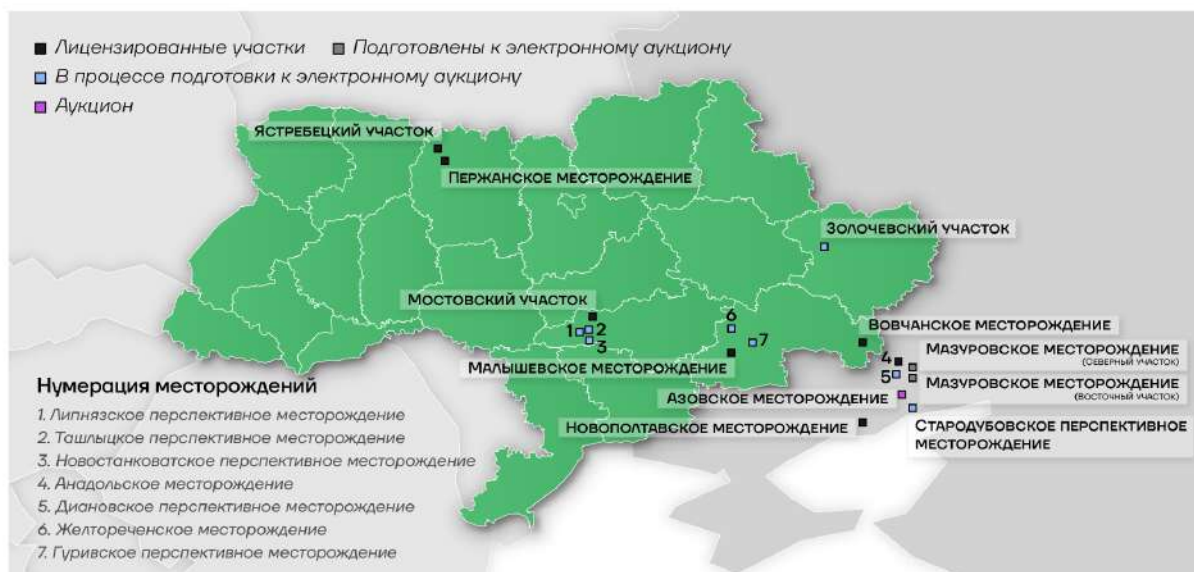 Лицензированные участки
Подготовлены к электронному аукциону
В процессе подготовки к электронному аукциону
Аукцион
ЯСТРЕБЕЦКИЙ УЧАСТОК
ПЕРЖАНСКОЕ МЕСТОРОЖДЕНИЕ
ЗОЛОЧЕВСКИЙ УЧАСТОК
МОСТОВСКИЙ УЧАСТОК
1
2
3
6
7
ВОВЧАНСКОЕ МЕСТОРОЖДЕНИЕ
МАЛЫШЕВСКОЕ МЕСТОРОЖДЕНИЕ
4
5
МАЗУРОВСКОЕ МЕСТОРОЖДЕНИЕ
(СЕВЕРНЫЙ УЧАСТОК)
МАЗУРОВСКОЕ МЕСТОРОЖДЕНИЕ
(ВОСТОЧНЫЙ УЧАСТОК)
АЗОВСКОЕ МЕСТОРОЖДЕНИЕ
НОВОПОЛТАВСКОЕ МЕСТОРОЖДЕНИЕ
СТАРОДУБОВСКОЕ ПЕРСПЕКТИВНОЕ
МЕСТОРОЖДЕНИЕ
Нумерация месторождений
1. Липнязское перспективное месторождение
2. Ташлыцкое перспективное месторождение
3. Новостанковатское перспективное месторождение
4. Анадольское месторождение
5. Диановское перспективное месторождение
6. Желтореченское месторождение
7. Гуривское перспективное месторождение